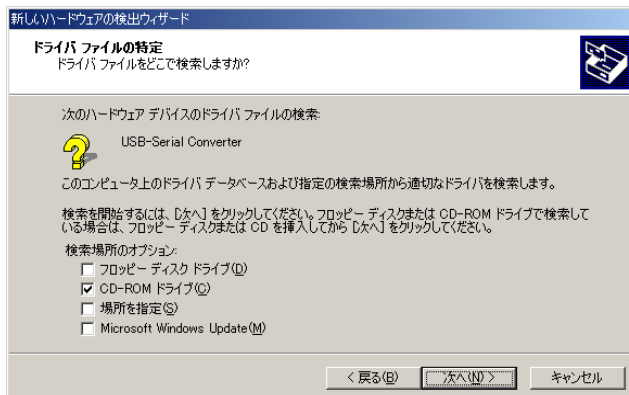 新しいハードウェアの検出ウィザード
ドライバ ファイルの特定
ドライバ ファイルをどこで検索しますか?
次のハードウェア デバイスのドライバ ファイルの検索:
USB-Serial Converter
このコンピュータ上のドライバ データベースおよび指定の検索場所から適切なドライバを検索します。
検索を開始するには、[次へ] をクリックしてください。フロッピー ディスクまたは CD-ROM ドライブで検索して
いる場合は、フロッピー ディスクまたは CD を挿入してから [次へ] をクリックしてください。
検索場所のオプション:
フロッピー ディスク ドライブ(D)
CD-ROM ドライブ(C)
場所を指定(S)
Microsoft Windows Update(M)
< 戻る(B) 次へ(N) > キャンセル